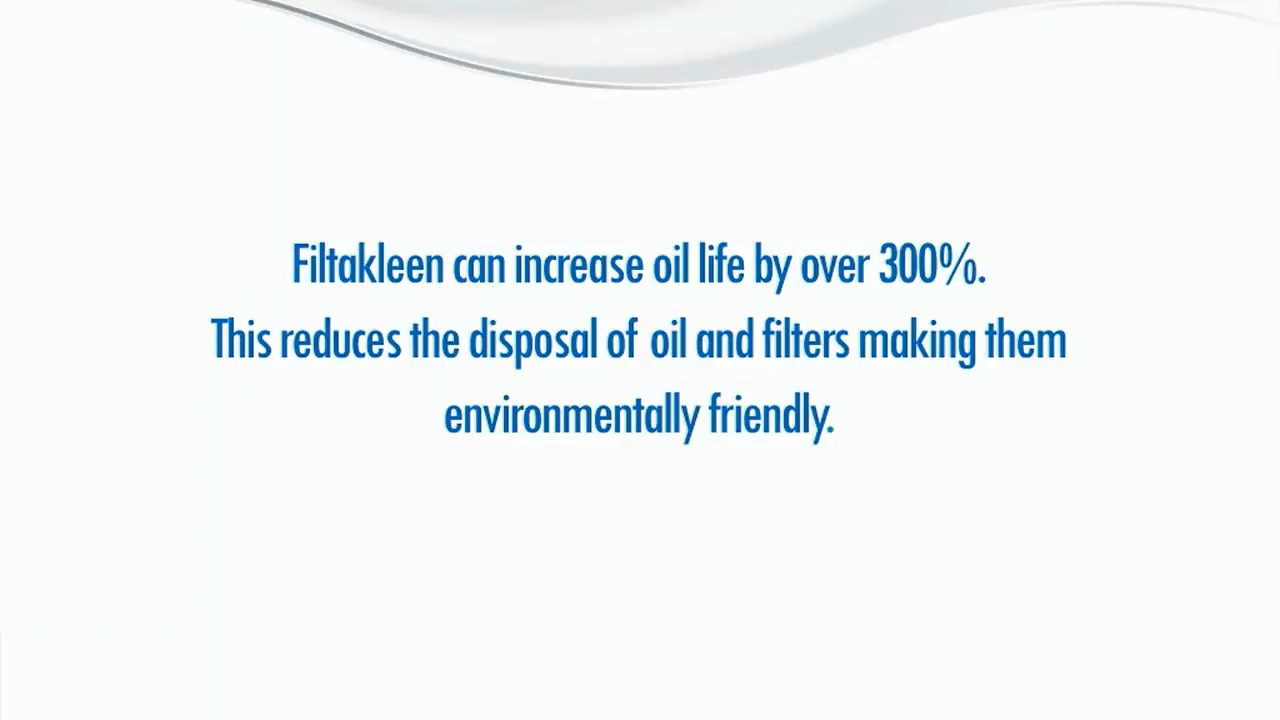 Filtakleen can increase oil life by over 300%.
This reduces the disposal of oil and filters making them
environmentally friendly.